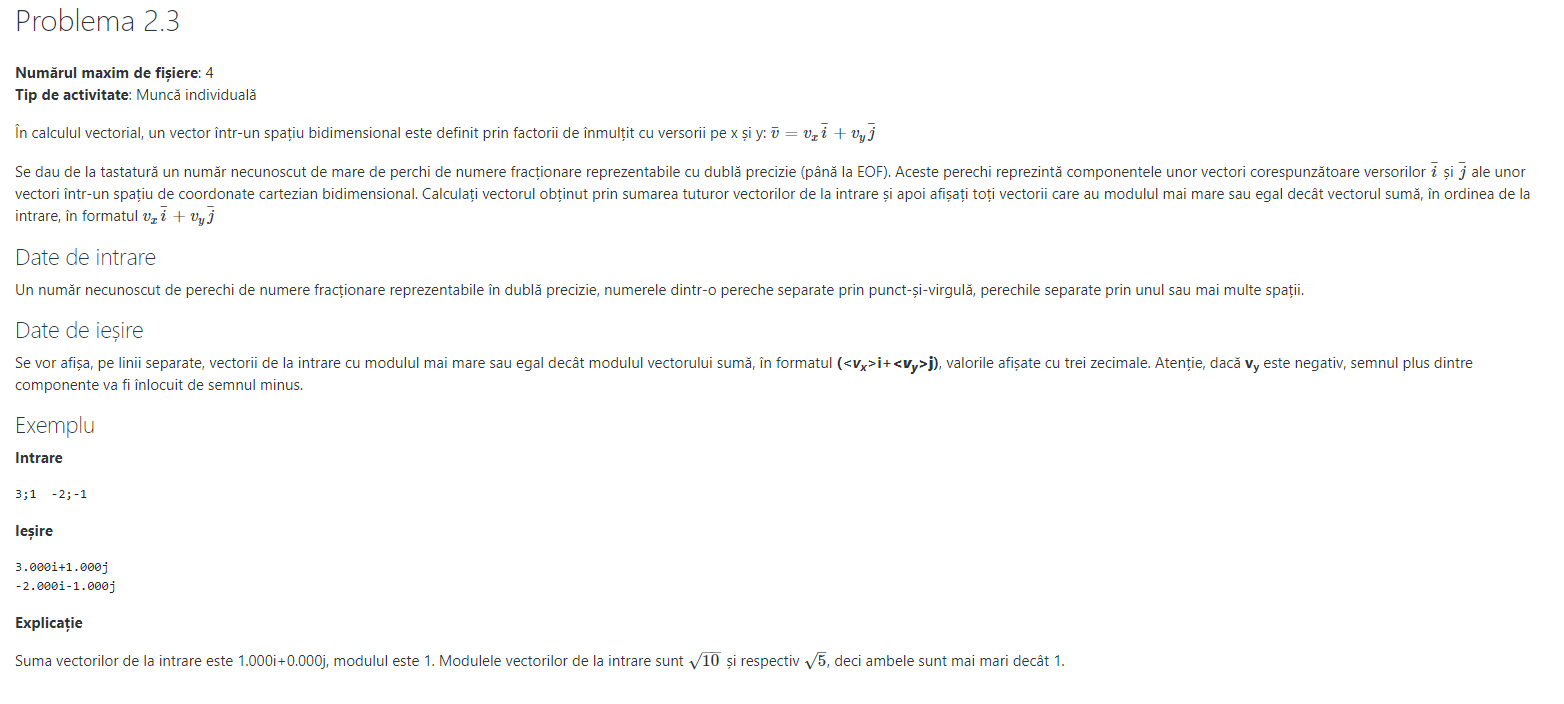 Problema 2.3
Numărul maxim de fișiere: 4
Tip de activitate: Muncă individuală
În calculul vectorial, un vector într-un spațiu bidimensional este definit prin factorii de înmulțit cu versorii pe x și y: v̄ = vₓ ī + v_y j̄
Se dau de la tastatură un număr necunoscut de mare de perchi de numere fracționare reprezentabile cu dublă precizie (până la EOF). Aceste perechi reprezintă componentele unor vectori corespunzătoare versorilor ī și j̄ ale unor
vectori într-un spațiu de coordonate cartezian bidimensional. Calculați vectorul obținut prin sumarea tuturor vectorilor de la intrare și apoi afișați toți vectorii care au modulul mai mare sau egal decât vectorul sumă, în ordinea de la
intrare, în formatul vₓ ī + v_y j̄
Date de intrare
Un număr necunoscut de perechi de numere fracționare reprezentabile în dublă precizie, numerele dintr-o pereche separate prin punct-și-virgulă, perechile separate prin unul sau mai multe spații.
Date de ieșire
Se vor afișa, pe linii separate, vectorii de la intrare cu modulul mai mare sau egal decât modulul vectorului sumă, în formatul (<vₓ>i+<v_y>j), valorile afișate cu trei zecimale. Atenție, dacă v_y este negativ, semnul plus dintre
componente va fi înlocuit de semnul minus.
Exemplu
Intrare
3;1  -2;-1
Ieșire
3.000i+1.000j
-2.000i-1.000j
Explicație
Suma vectorilor de la intrare este 1.000i+0.000j, modulul este 1. Modulele vectorilor de la intrare sunt √10 și respectiv √5, deci ambele sunt mai mari decât 1.